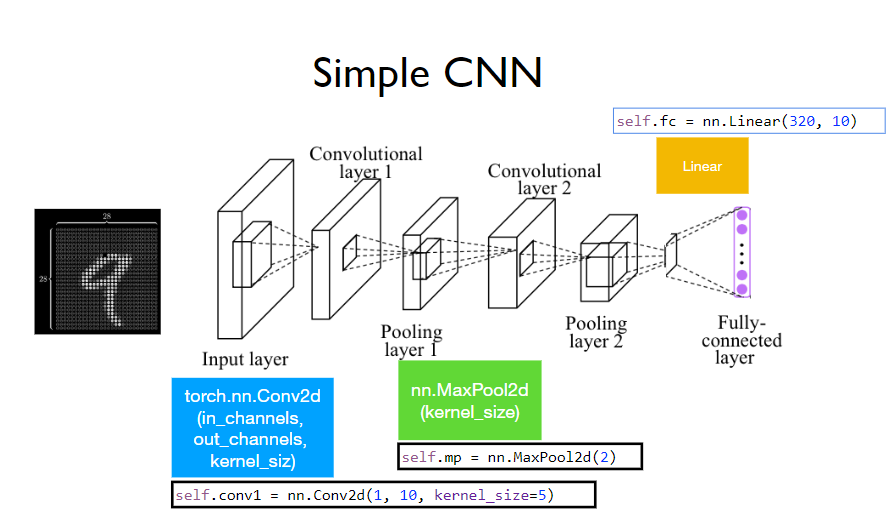 Simple CNN
self.fc = nn.Linear(320, 10)
Linear
Convolutional
layer 1
Convolutional
layer 2
28
28
Pooling
layer 1
Pooling
layer 2
Fully-
connected
layer
Input layer
torch.nn.Conv2d
(in_channels,
out_channels,
kernel_siz)
nn.MaxPool2d
(kernel_size)
self.mp = nn.MaxPool2d(2)
self.conv1 = nn.Conv2d(1, 10, kernel_size=5)